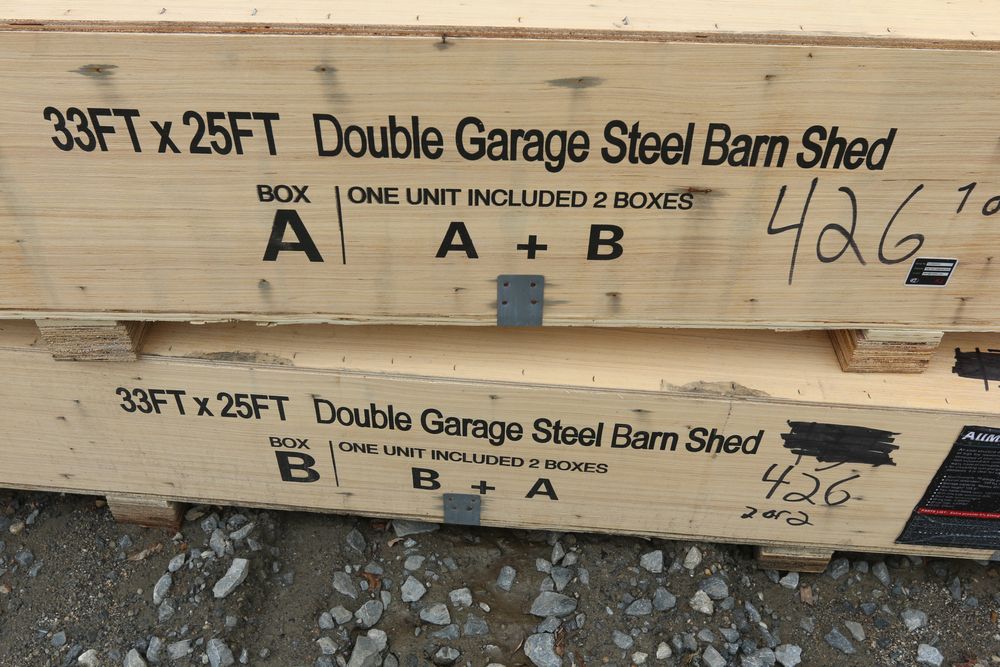 33FT x 25FT Double Garage Steel Barn Shed
BOX
A
ONE UNIT INCLUDED 2 BOXES
A + B
426
33FT x 25FT Double Garage Steel Barn Shed
BOX
B
ONE UNIT INCLUDED 2 BOXES
B + A
426
2 OF 2